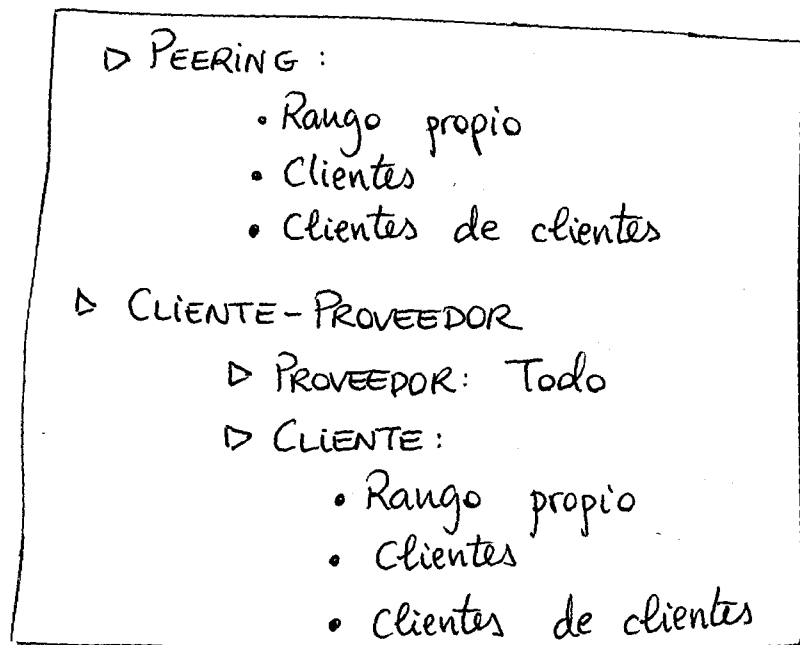 ▷ PEERING:
• Rango propio
• Clientes
• Clientes de clientes
▷ CLIENTE-PROVEEDOR
▷ PROVEEDOR: Todo
▷ CLIENTE:
• Rango propio
• Clientes
• Clientes de clientes